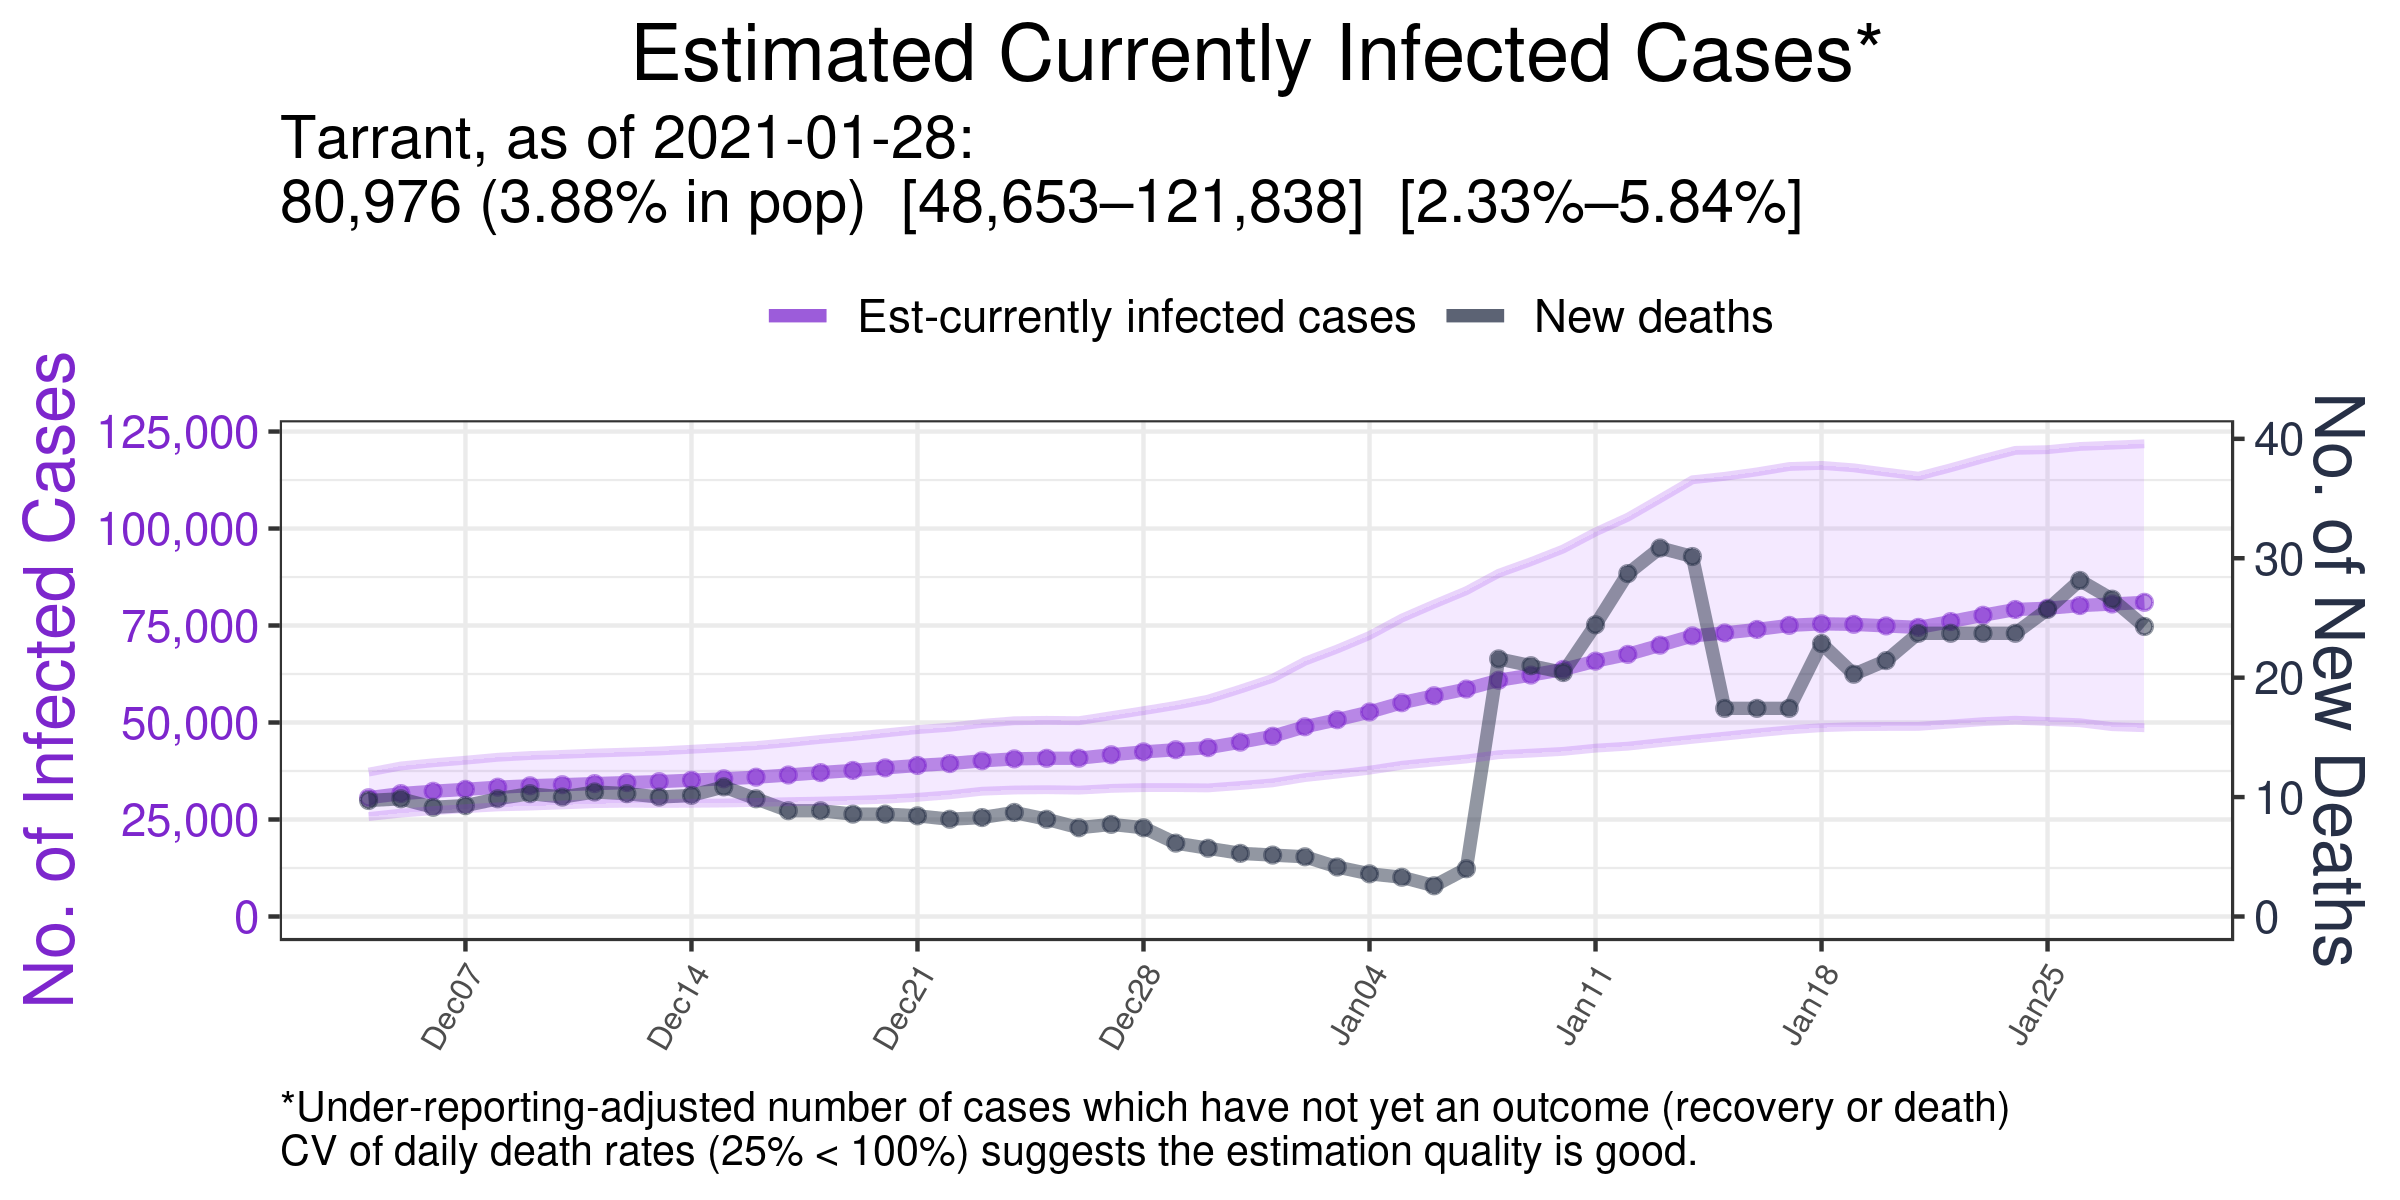 Estimated Currently Infected Cases*
Tarrant, as of 2021-01-28:
80,976 (3.88% in pop)  [48,653–121,838]  [2.33%–5.84%]
Est-currently infected cases
New deaths
No. of Infected Cases
125,000
100,000
75,000
50,000
25,000
0
40
30
20
10
0
No. of New Deaths
Dec07
Dec14
Dec21
Dec28
Jan04
Jan11
Jan18
Jan25
*Under-reporting-adjusted number of cases which have not yet an outcome (recovery or death)
CV of daily death rates (25% < 100%) suggests the estimation quality is good.